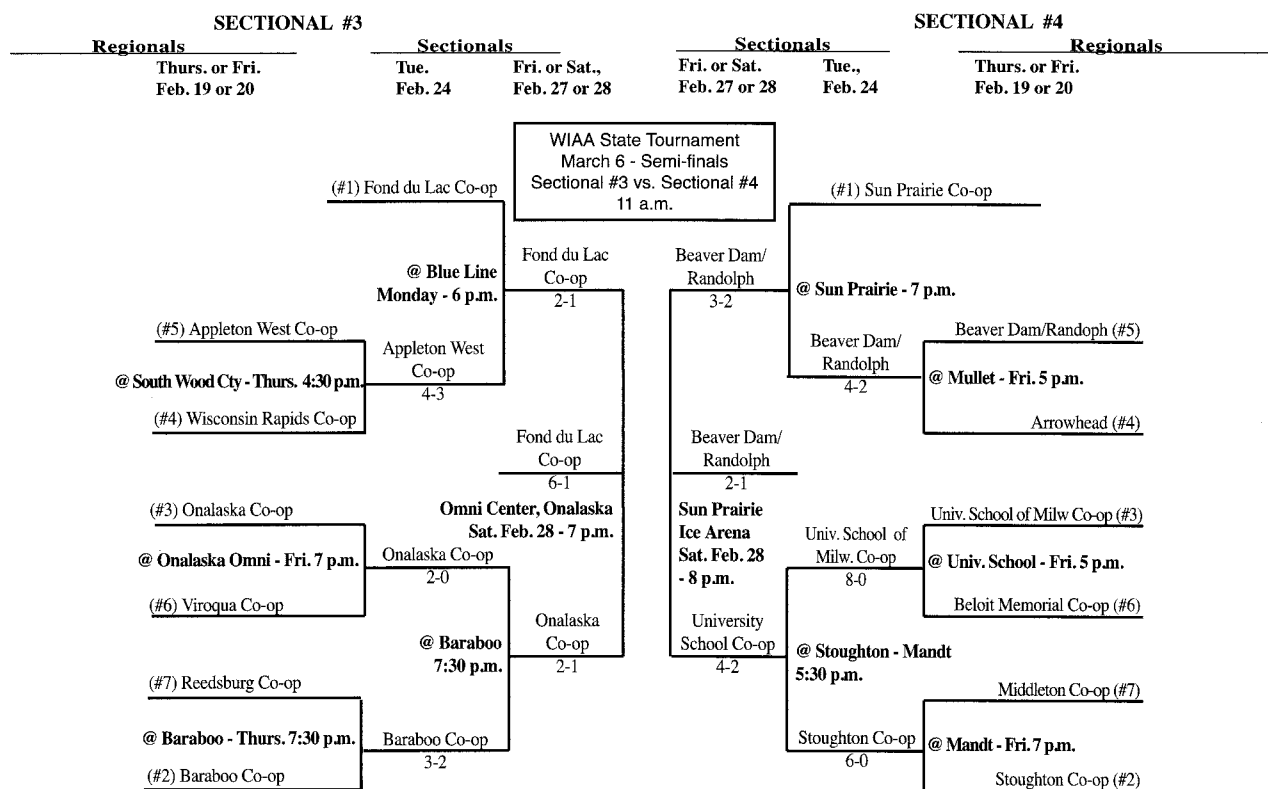 SECTIONAL #3
SECTIONAL #4
Regionals
Sectionals
Sectionals
Regionals
Thurs. or Fri.
Feb. 19 or 20
Tue.
Feb. 24
Fri. or Sat.,
Feb. 27 or 28
Fri. or Sat.
Feb. 27 or 28
Tue.,
Feb. 24
Thurs. or Fri.
Feb. 19 or 20
WIAA State Tournament
March 6 - Semi-finals
Sectional #3 vs. Sectional #4
11 a.m.
(#1) Fond du Lac Co-op
@ Blue Line
Monday - 6 p.m.
Fond du Lac
Co-op
2-1
(#5) Appleton West Co-op
@ South Wood Cty - Thurs. 4:30 p.m.
(#4) Wisconsin Rapids Co-op
Appleton West
Co-op
4-3
Fond du Lac
Co-op
6-1
Omni Center, Onalaska
Sat. Feb. 28 - 7 p.m.
(#3) Onalaska Co-op
@ Onalaska Omni - Fri. 7 p.m.
(#6) Viroqua Co-op
Onalaska Co-op
2-0
@ Baraboo
7:30 p.m.
Onalaska
Co-op
2-1
(#7) Reedsburg Co-op
@ Baraboo - Thurs. 7:30 p.m.
(#2) Baraboo Co-op
Baraboo Co-op
3-2
(#1) Sun Prairie Co-op
Beaver Dam/
Randolph
3-2
@ Sun Prairie - 7 p.m.
Beaver Dam/
Randolph
4-2
Beaver Dam/Randoph (#5)
@ Mullet - Fri. 5 p.m.
Arrowhead (#4)
Beaver Dam/
Randolph
2-1
Sun Prairie
Ice Arena
Sat. Feb. 28
- 8 p.m.
Univ. School of
Milw. Co-op
8-0
Univ. School of Milw Co-op (#3)
@ Univ. School - Fri. 5 p.m.
Beloit Memorial Co-op (#6)
University
School Co-op
4-2
@ Stoughton - Mandt
5:30 p.m.
Middleton Co-op (#7)
Stoughton Co-op
6-0
@ Mandt - Fri. 7 p.m.
Stoughton Co-op (#2)